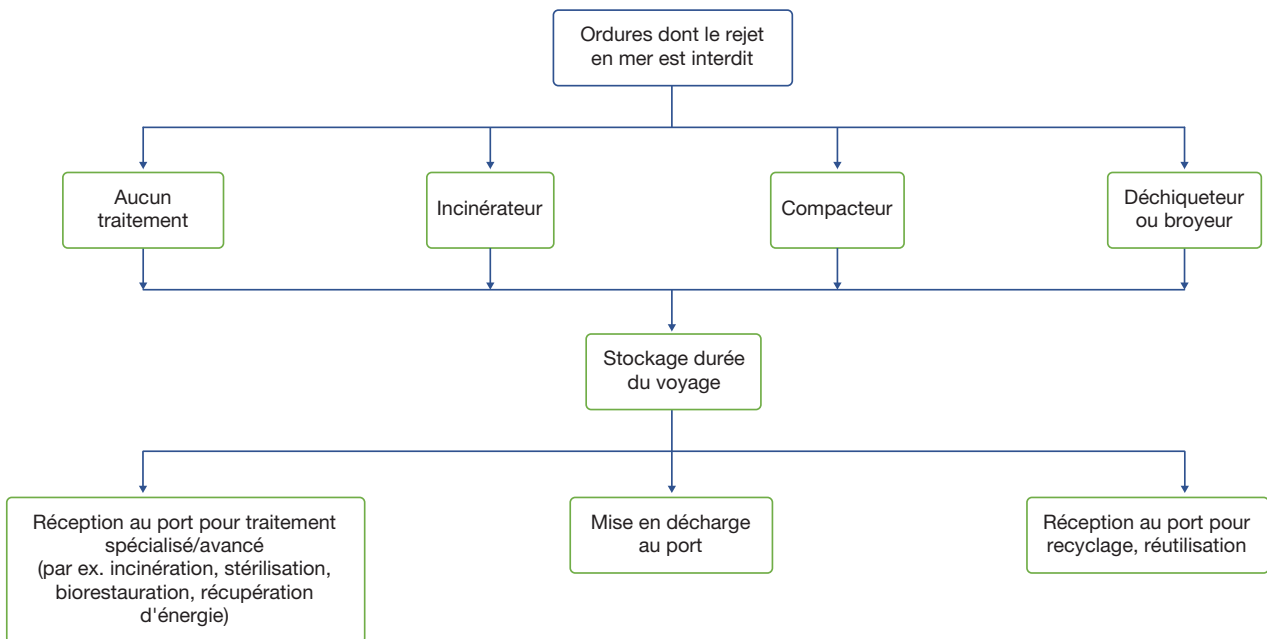 Ordures dont le rejet
en mer est interdit
Aucun
traitement
Incinérateur
Compacteur
Déchiqueteur
ou broyeur
Stockage durée
du voyage
Réception au port pour traitement
spécialisé/avancé
(par ex. incinération, stérilisation,
biorestauration, récupération
d'énergie)
Mise en décharge
au port
Réception au port pour
recyclage, réutilisation